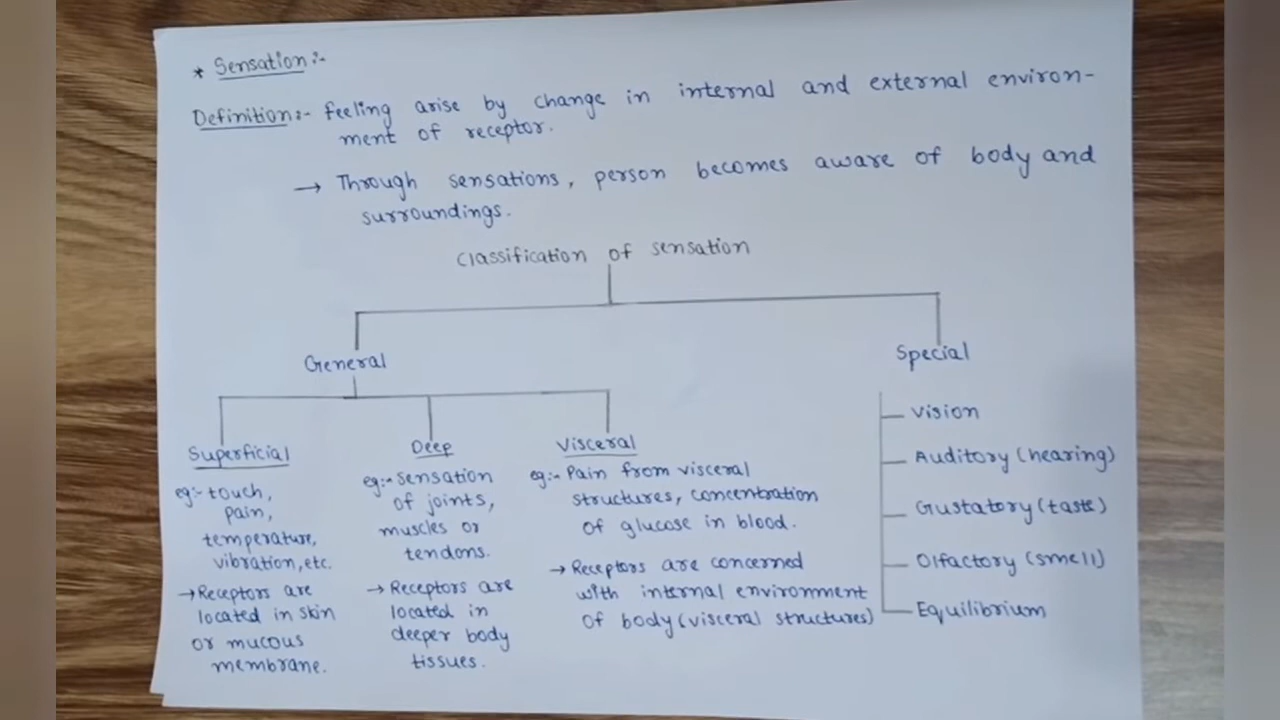 * Sensation:-
Definition:- feeling arise by change in internal and external environ-
ment of receptor.
→ Through sensations, person becomes aware of body and
surroundings.
Classification of sensation
General
Special
Superficial
eg:- touch,
pain,
temperature,
vibration, etc.
→ Receptors are
located in skin
or mucous
membrane.
Deep
eg:- sensation
of joints,
muscles or
tendons.
→ Receptors are
located in
deeper body
tissues.
Visceral
eg:- Pain from visceral
structures, concentration
of glucose in blood.
→ Receptors are concerned
with internal environment
of body (visceral structures)
Vision
Auditory (hearing)
Gustatory (taste)
Olfactory (smell)
Equilibrium